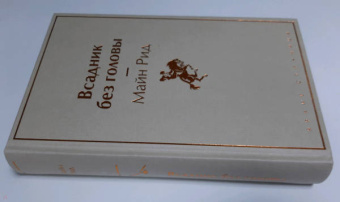 Всадник
без головы
—
Майн Рид